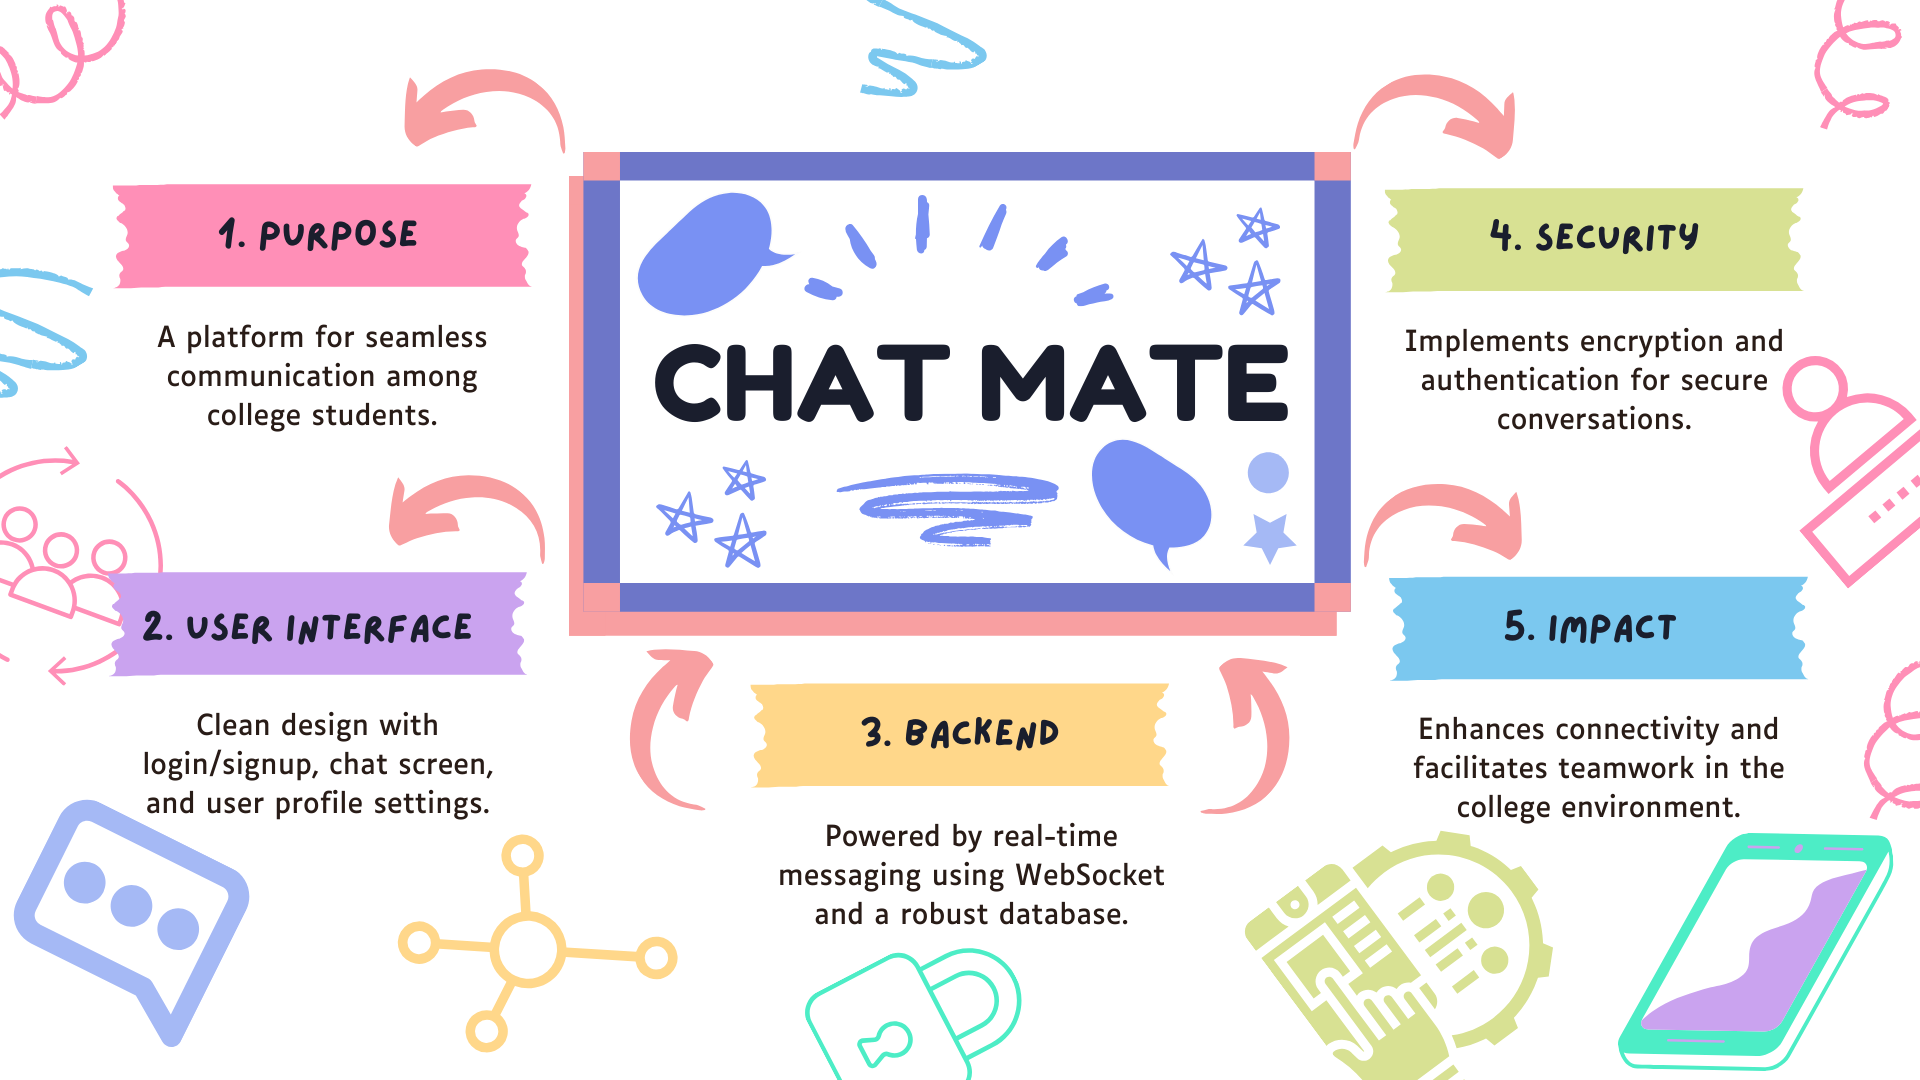 CHAT MATE
1. PURPOSE
A platform for seamless
communication among
college students.
2. USER INTERFACE
Clean design with
login/signup, chat screen,
and user profile settings.
3. BACKEND
Powered by real-time
messaging using WebSocket
and a robust database.
4. SECURITY
Implements encryption and
authentication for secure
conversations.
5. IMPACT
Enhances connectivity and
facilitates teamwork in the
college environment.